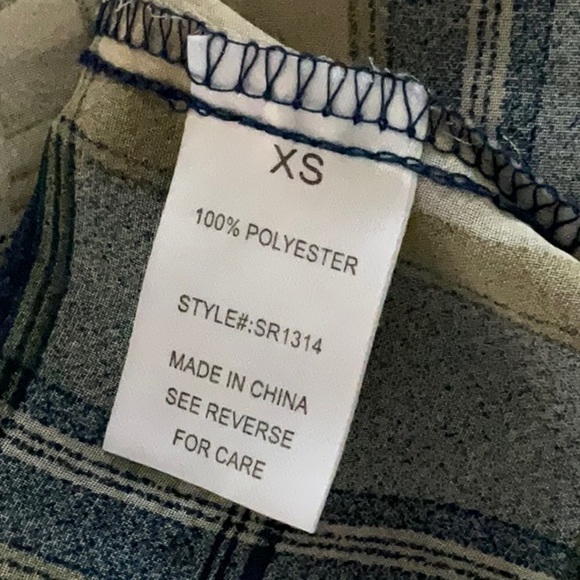 XS
100% POLYESTER
STYLE#:SR1314
MADE IN CHINA
SEE REVERSE
FOR CARE